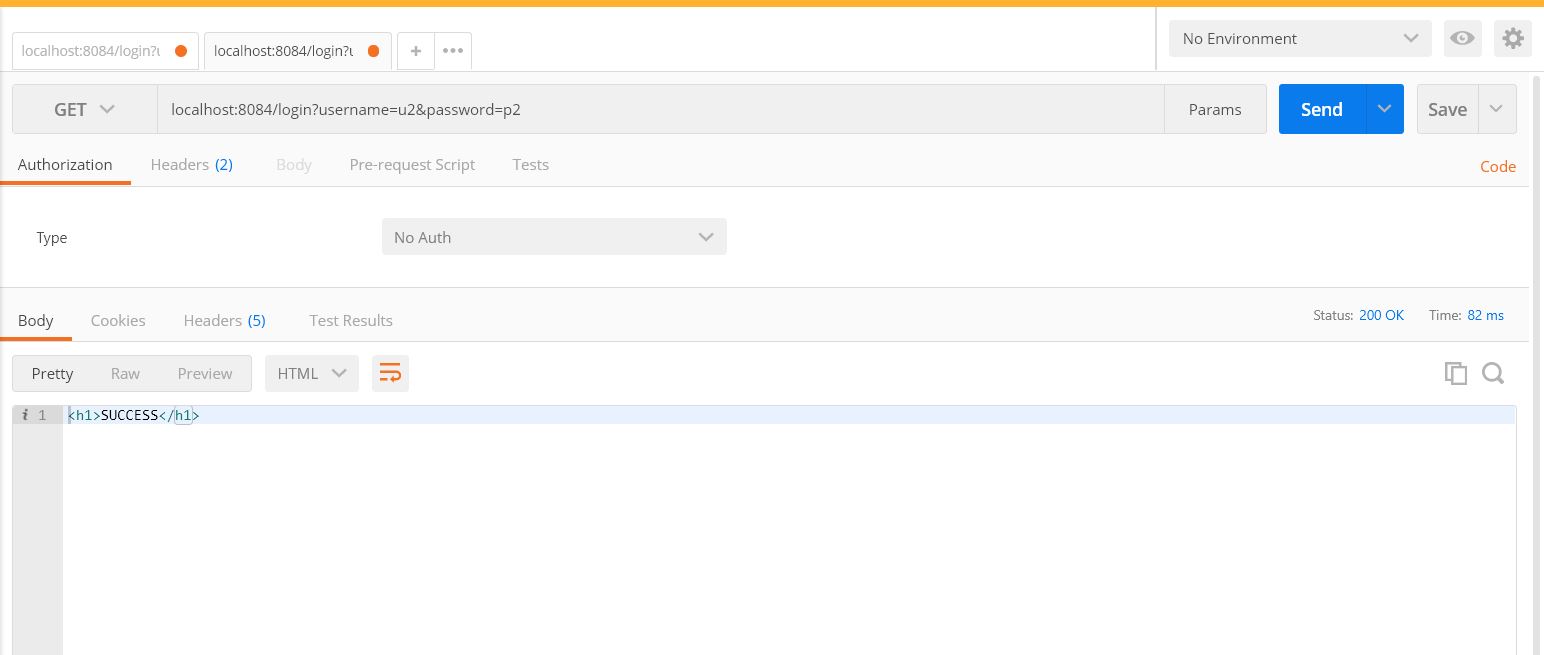 localhost:8084/login?u localhost:8084/login?u + ••• No Environment
GET localhost:8084/login?username=u2&password=p2 Params Send Save
Authorization Headers (2) Body Pre-request Script Tests Code
Type No Auth
Body Cookies Headers (5) Test Results Status: 200 OK Time: 82 ms
Pretty Raw Preview HTML
i 1 <h1>SUCCESS</h1>